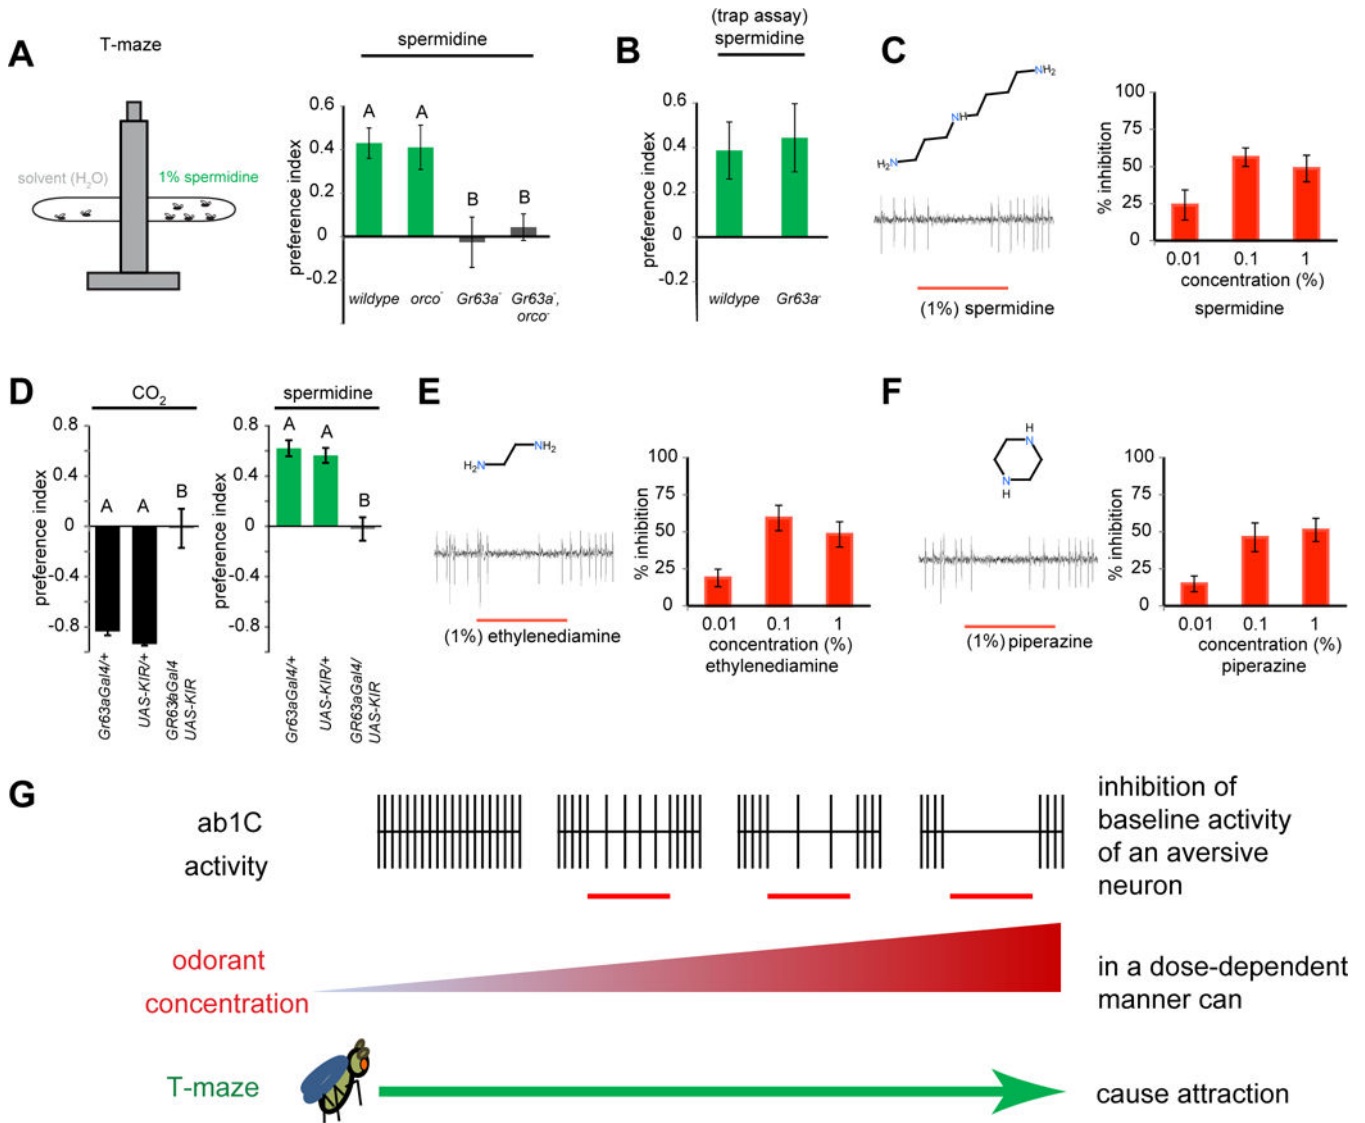 A
T-maze
solvent (H2O)
1% spermidine
spermidine
preference index
0.6
0.4
0.2
0
-0.2
A
A
B
B
wildype
orco-
Gr63a-
Gr63a-,
orco-
B
(trap assay)
spermidine
preference index
0.6
0.4
0.2
0
-0.2
wildype
Gr63a-
C
NH2
NH
H2N
(1%) spermidine
% inhibition
100
75
50
25
0
0.01 0.1 1
concentration (%)
spermidine
D
CO2
preference index
0.8
0.4
0
-0.4
-0.8
A
A
B
Gr63aGal4/+
UAS-KIR/+
GR63aGal4
UAS-KIR
spermidine
preference index
0.8
0.4
0
-0.4
-0.8
A
A
B
Gr63aGal4/+
UAS-KIR/+
GR63aGal4/
UAS-KIR
E
NH2
H2N
(1%) ethylenediamine
% inhibition
100
75
50
25
0
0.01 0.1 1
concentration (%)
ethylenediamine
F
H
N
N
H
(1%) piperazine
% inhibition
100
75
50
25
0
0.01 0.1 1
concentration (%)
piperazine
G
ab1C
activity
inhibition of
baseline activity
of an aversive
neuron
odorant
concentration
in a dose-dependent
manner can
T-maze
cause attraction